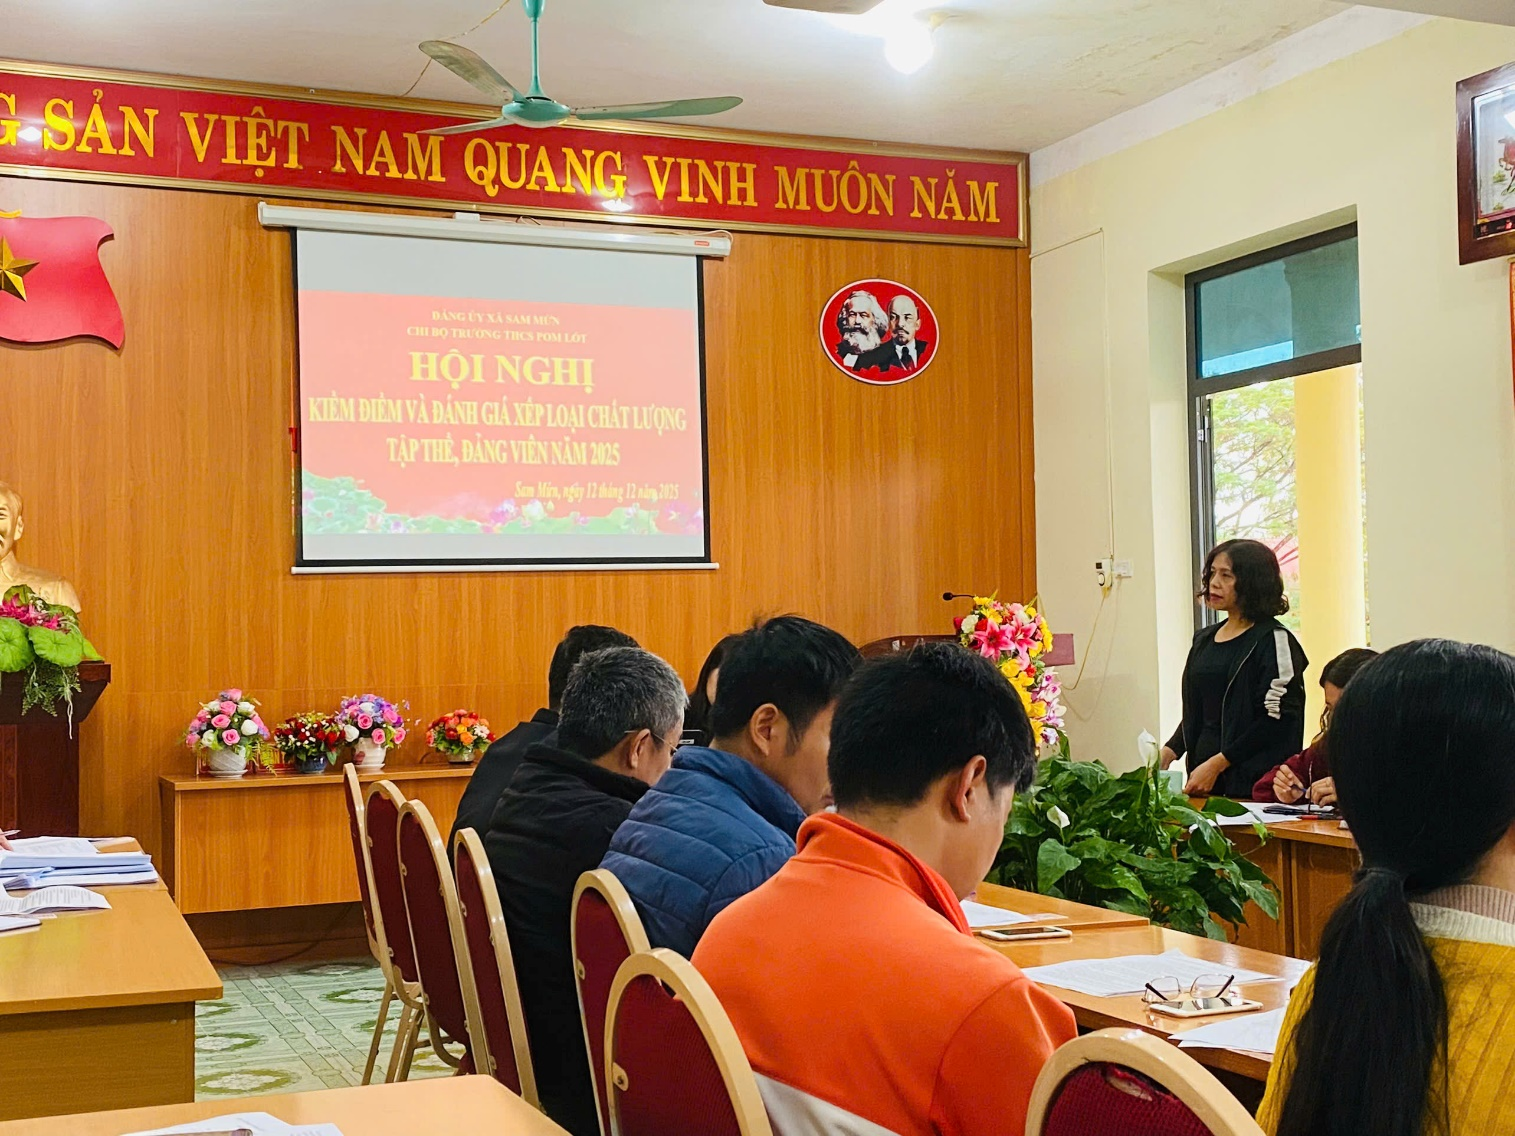 G SẢN VIỆT NAM QUANG VINH MUÔN NĂM
ĐẢNG ỦY XÃ SAM MỨN
CHI BỘ TRƯỜNG THCS POM LÓT
HỘI NGHỊ
KIỂM ĐIỂM VÀ ĐÁNH GIÁ XẾP LOẠI CHẤT LƯỢNG
TẬP THỂ, ĐẢNG VIÊN NĂM 2025
Sam Mứn, ngày 12 tháng 12 năm 2025